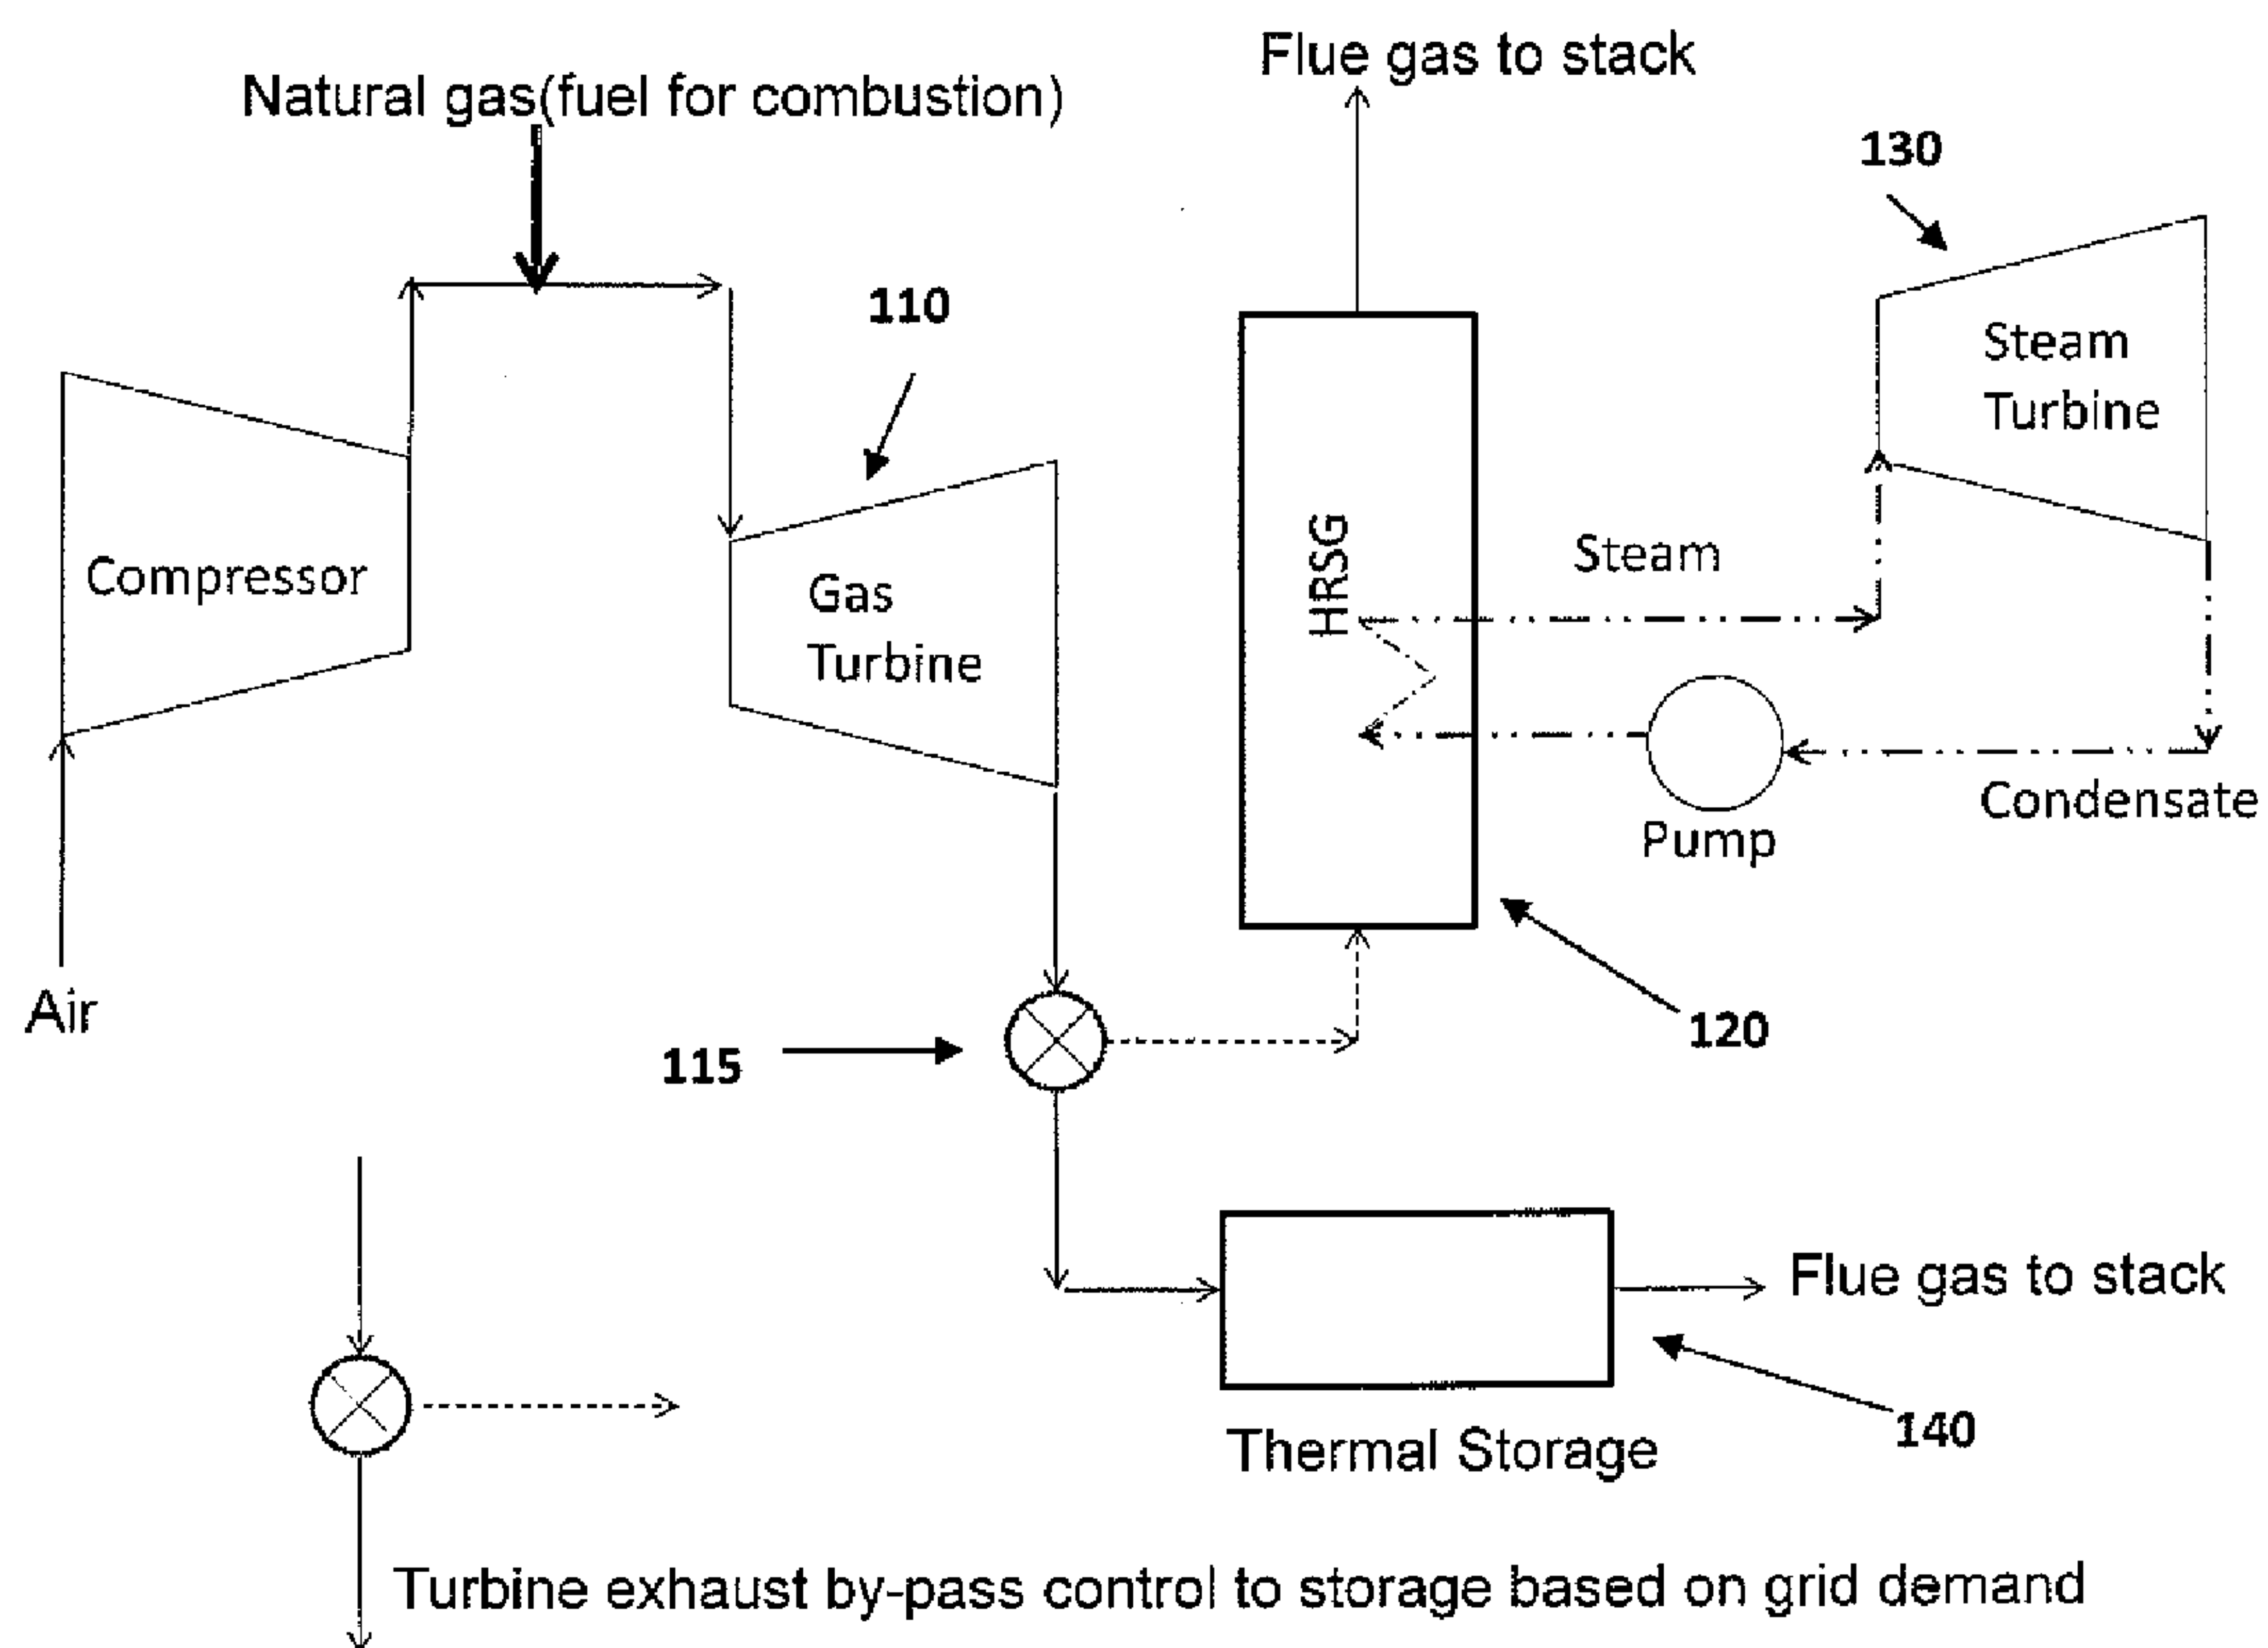 Flue gas to stack
Natural gas(fuel for combustion)
130
110
Steam
Turbine
Compressor
Gas
Turbine
HRSG
Steam
Condensate
Pump
Air
120
115
Flue gas to stack
140
Thermal Storage
Turbine exhaust by-pass control to storage based on grid demand